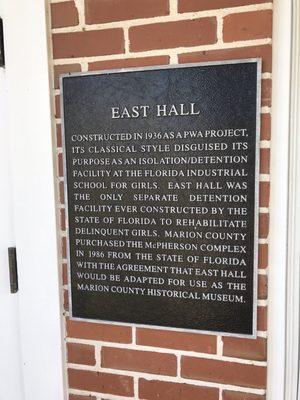 EAST HALL
CONSTRUCTED IN 1936 AS A PWA PROJECT,
ITS CLASSICAL STYLE DISGUISED ITS
PURPOSE AS AN ISOLATION/DETENTION
FACILITY AT THE FLORIDA INDUSTRIAL
SCHOOL FOR GIRLS. EAST HALL WAS
THE ONLY SEPARATE DETENTION
FACILITY EVER CONSTRUCTED BY THE
STATE OF FLORIDA TO REHABILITATE
DELINQUENT GIRLS. MARION COUNTY
PURCHASED THE McPHERSON COMPLEX
IN 1986 FROM THE STATE OF FLORIDA
WITH THE AGREEMENT THAT EAST HALL
WOULD BE ADAPTED FOR USE AS THE
MARION COUNTY HISTORICAL MUSEUM.